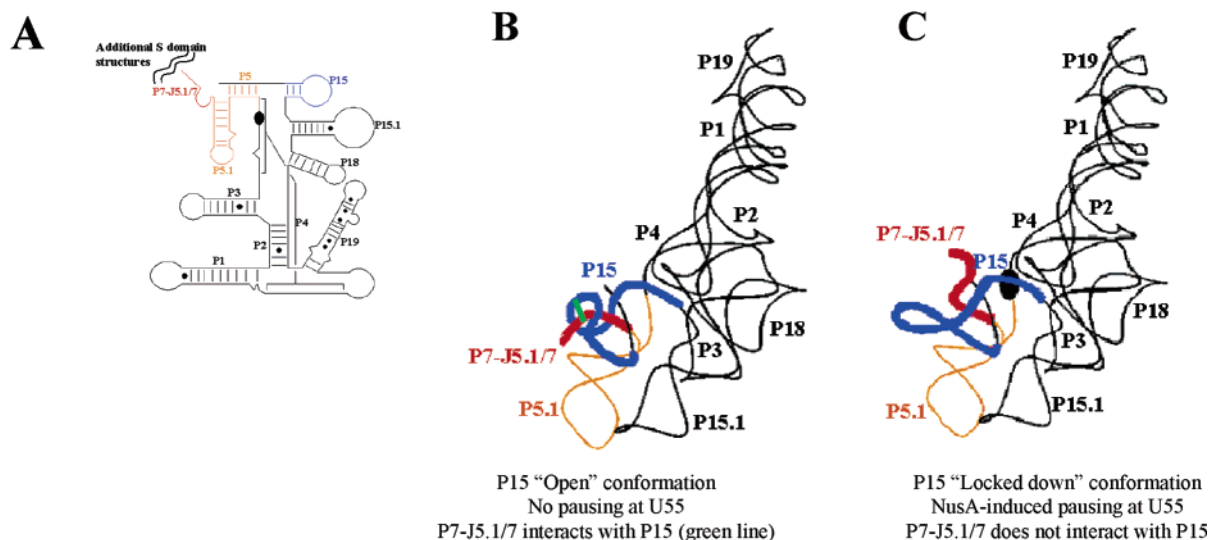 A
Additional S domain
structures
P7-J5.1/7
P5
P15
P15.1
P5.1
P18
P3
P4
P2
P19
P1
B
P19
P1
P2
P4
P15
P18
P7-J5.1/7
P3
P5.1
P15.1
P15 “Open” conformation
No pausing at U55
P7-J5.1/7 interacts with P15 (green line)
C
P19
P1
P2
P4
P7-J5.1/7
P15
P18
P3
P5.1
P15.1
P15 “Locked down” conformation
NusA-induced pausing at U55
P7-J5.1/7 does not interact with P15